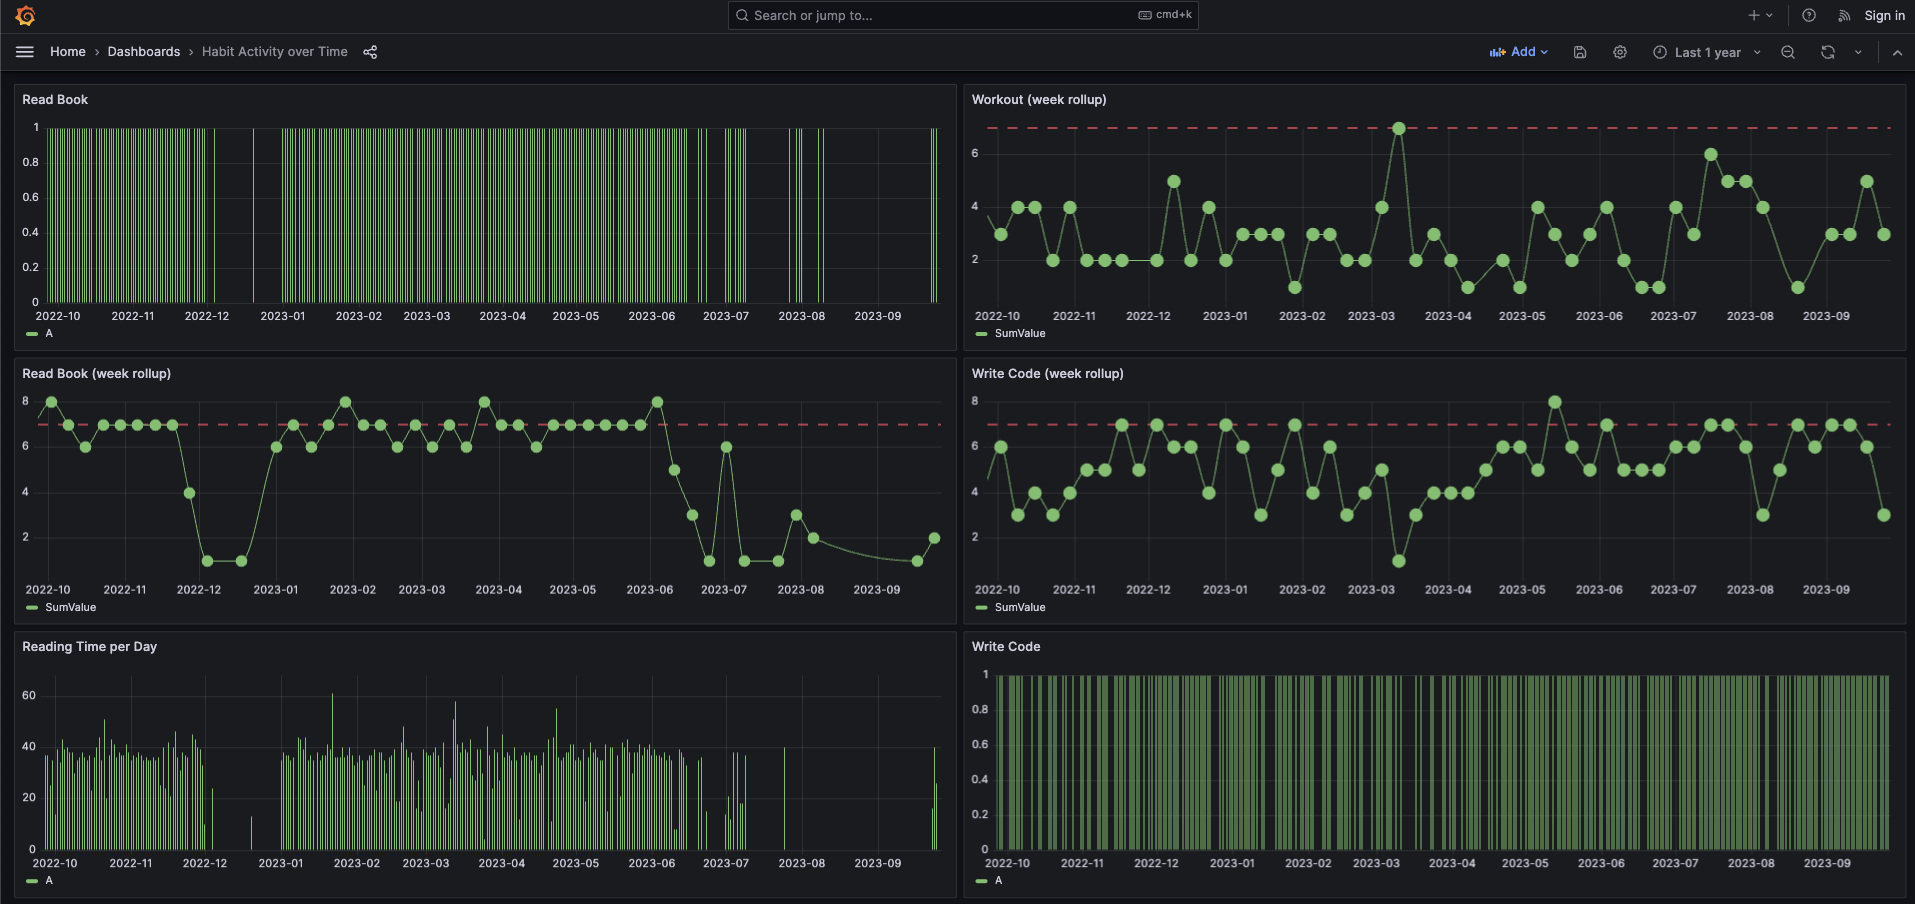 Search or jump to... cmd+k Sign in
Home › Dashboards › Habit Activity over Time Add Last 1 year
Read Book
1
0.8
0.6
0.4
0.2
0
2022-10 2022-11 2022-12 2023-01 2023-02 2023-03 2023-04 2023-05 2023-06 2023-07 2023-08 2023-09
A
Workout (week rollup)
6
4
2
2022-10 2022-11 2022-12 2023-01 2023-02 2023-03 2023-04 2023-05 2023-06 2023-07 2023-08 2023-09
SumValue
Read Book (week rollup)
8
6
4
2
2022-10 2022-11 2022-12 2023-01 2023-02 2023-03 2023-04 2023-05 2023-06 2023-07 2023-08 2023-09
SumValue
Write Code (week rollup)
8
6
4
2
2022-10 2022-11 2022-12 2023-01 2023-02 2023-03 2023-04 2023-05 2023-06 2023-07 2023-08 2023-09
SumValue
Reading Time per Day
60
40
20
0
2022-10 2022-11 2022-12 2023-01 2023-02 2023-03 2023-04 2023-05 2023-06 2023-07 2023-08 2023-09
A
Write Code
1
0.8
0.6
0.4
0.2
0
2022-10 2022-11 2022-12 2023-01 2023-02 2023-03 2023-04 2023-05 2023-06 2023-07 2023-08 2023-09
A